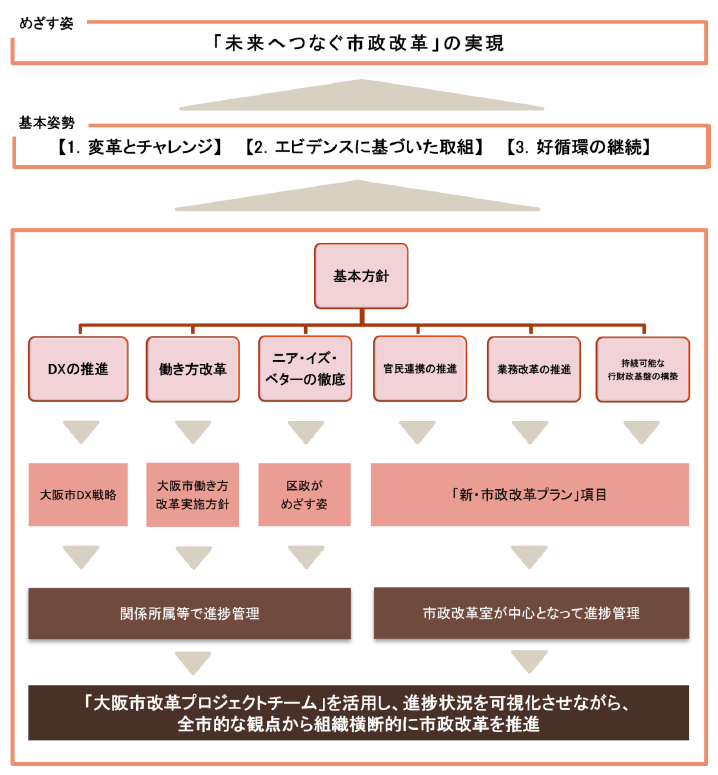 めざす姿
「未来へつなぐ市政改革」の実現
基本姿勢
【1. 変革とチャレンジ】 【2. エビデンスに基づいた取組】 【3. 好循環の継続】
基本方針
DXの推進
働き方改革
ニア・イズ・
ベターの徹底
官民連携の推進
業務改革の推進
持続可能な
行財政基盤の構築
大阪市DX戦略
大阪市働き方
改革実施方針
区政が
めざす姿
「新・市政改革プラン」項目
関係所属等で進捗管理
市政改革室が中心となって進捗管理
「大阪市改革プロジェクトチーム」を活用し、進捗状況を可視化させながら、
全市的な観点から組織横断的に市政改革を推進